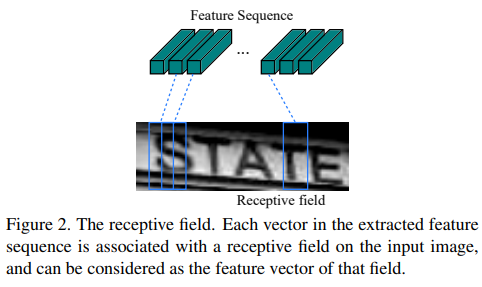 Feature Sequence
...
STATE
Receptive field
Figure 2. The receptive field. Each vector in the extracted feature
sequence is associated with a receptive field on the input image,
and can be considered as the feature vector of that field.